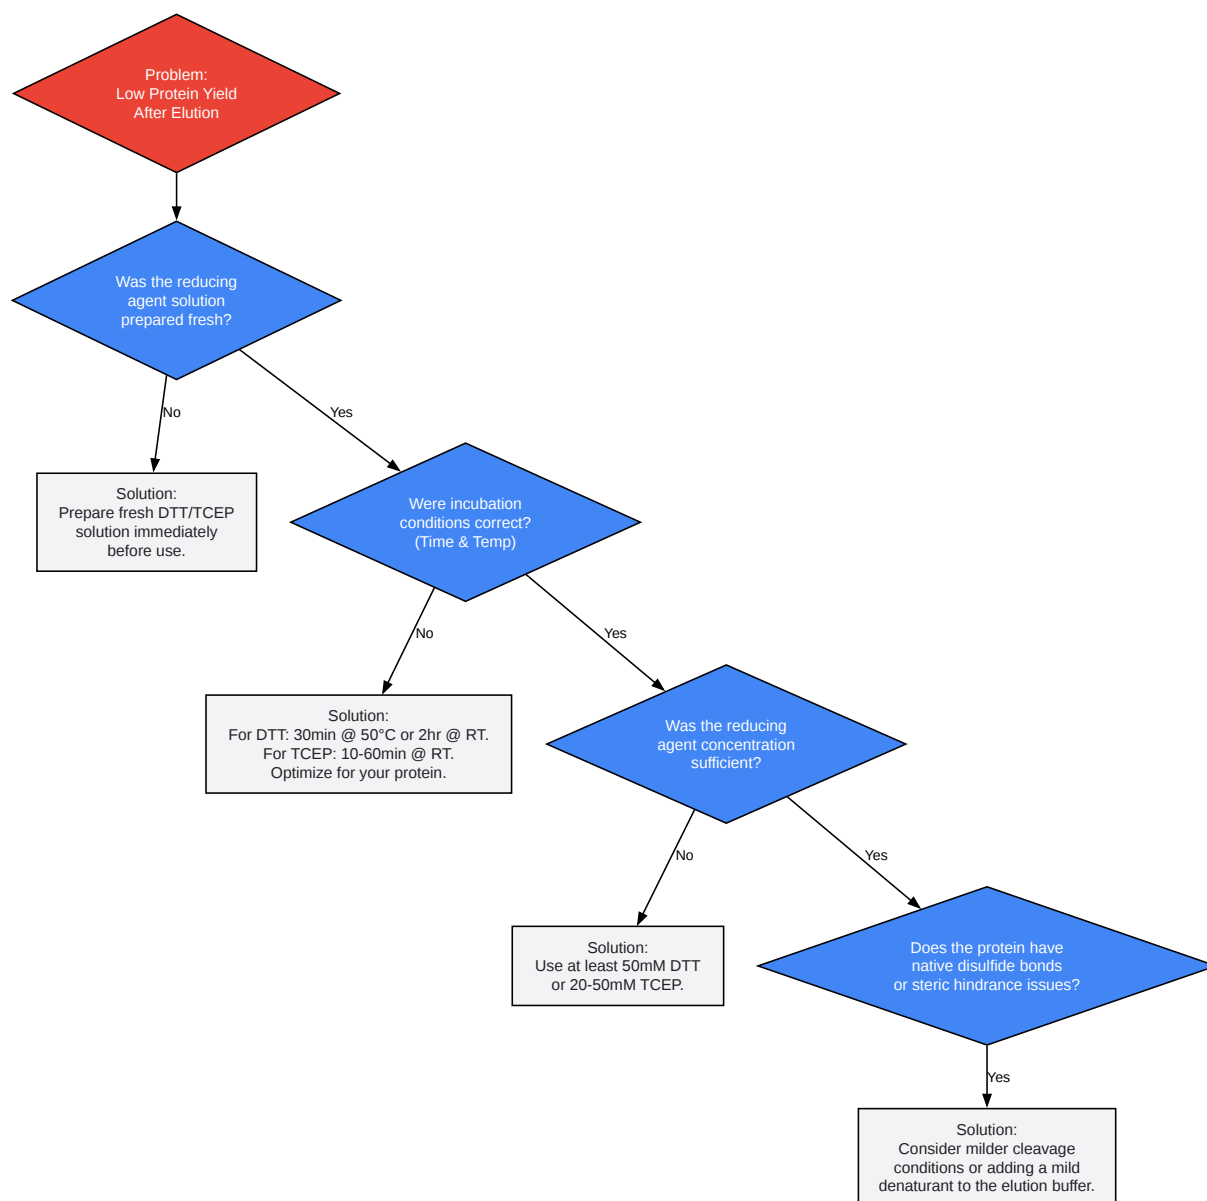 Problem:
Low Protein Yield
After Elution
Was the reducing
agent solution
prepared fresh?
No
Yes
Solution:
Prepare fresh DTT/TCEP
solution immediately
before use.
Were incubation
conditions correct?
(Time & Temp)
No
Yes
Solution:
For DTT: 30min @ 50°C or 2hr @ RT.
For TCEP: 10-60min @ RT.
Optimize for your protein.
Was the reducing
agent concentration
sufficient?
No
Yes
Solution:
Use at least 50mM DTT
or 20-50mM TCEP.
Does the protein have
native disulfide bonds
or steric hindrance issues?
Yes
Solution:
Consider milder cleavage
conditions or adding a mild
denaturant to the elution buffer.